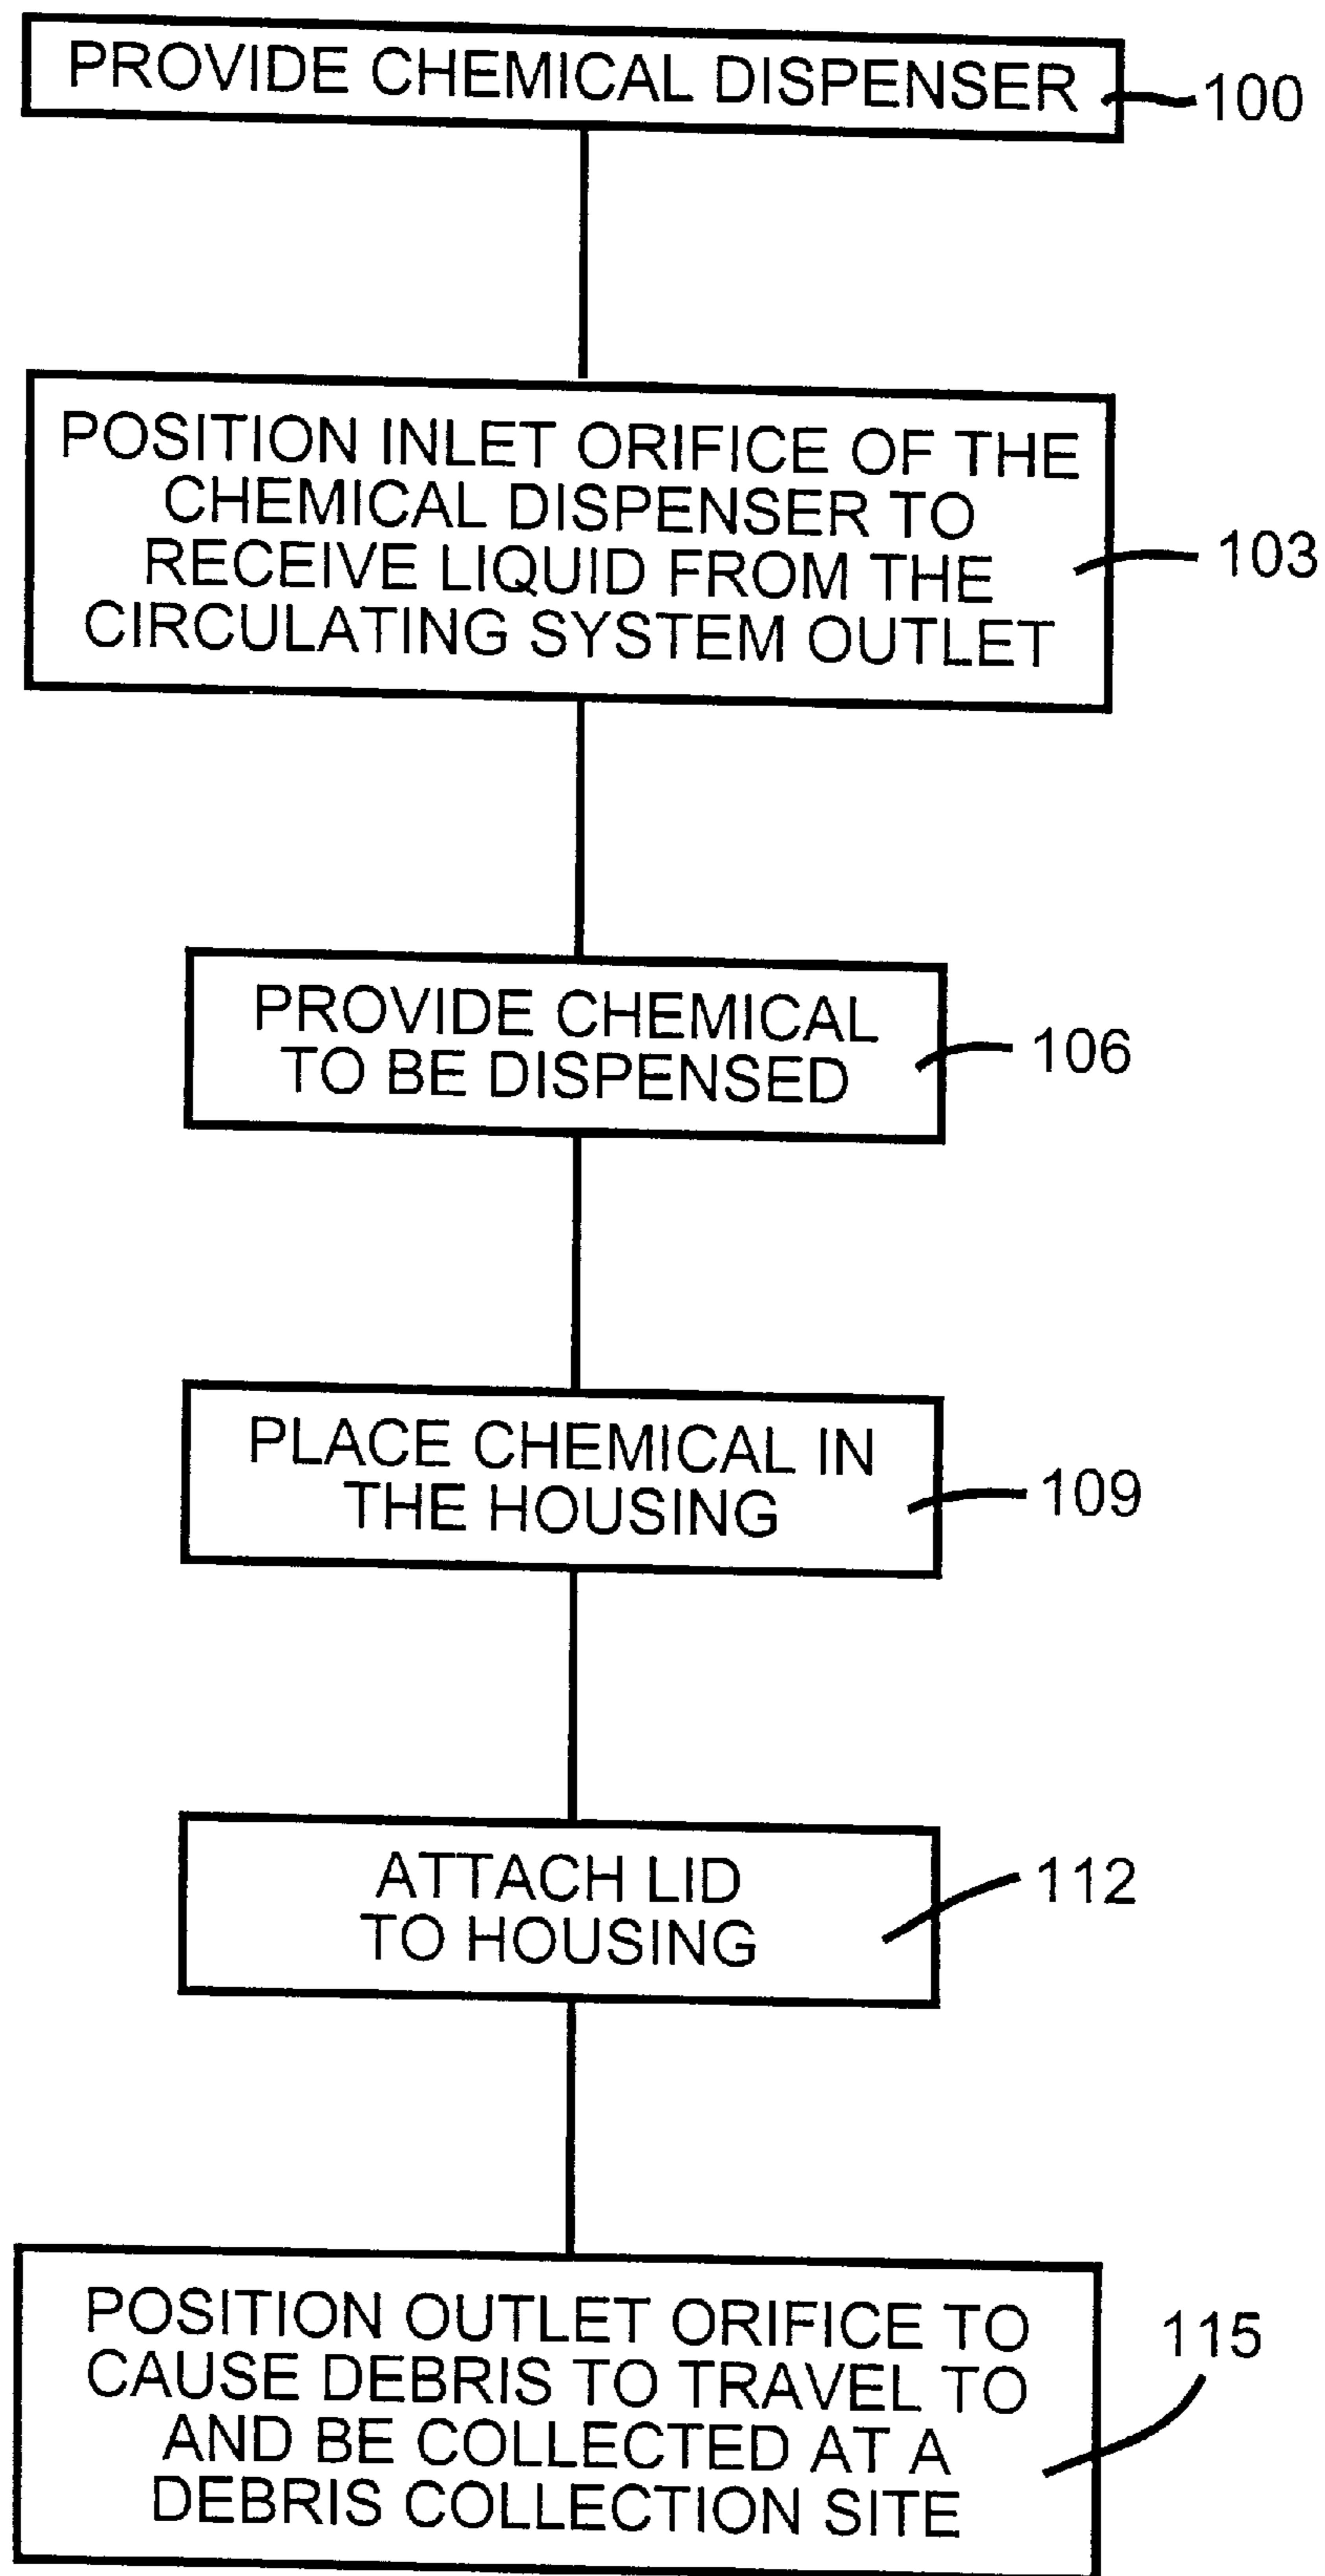 PROVIDE CHEMICAL DISPENSER
100
POSITION INLET ORIFICE OF THE
CHEMICAL DISPENSER TO
RECEIVE LIQUID FROM THE
CIRCULATING SYSTEM OUTLET
103
PROVIDE CHEMICAL
TO BE DISPENSED
106
PLACE CHEMICAL IN
THE HOUSING
109
ATTACH LID
TO HOUSING
112
POSITION OUTLET ORIFICE TO
CAUSE DEBRIS TO TRAVEL TO
AND BE COLLECTED AT A
DEBRIS COLLECTION SITE
115